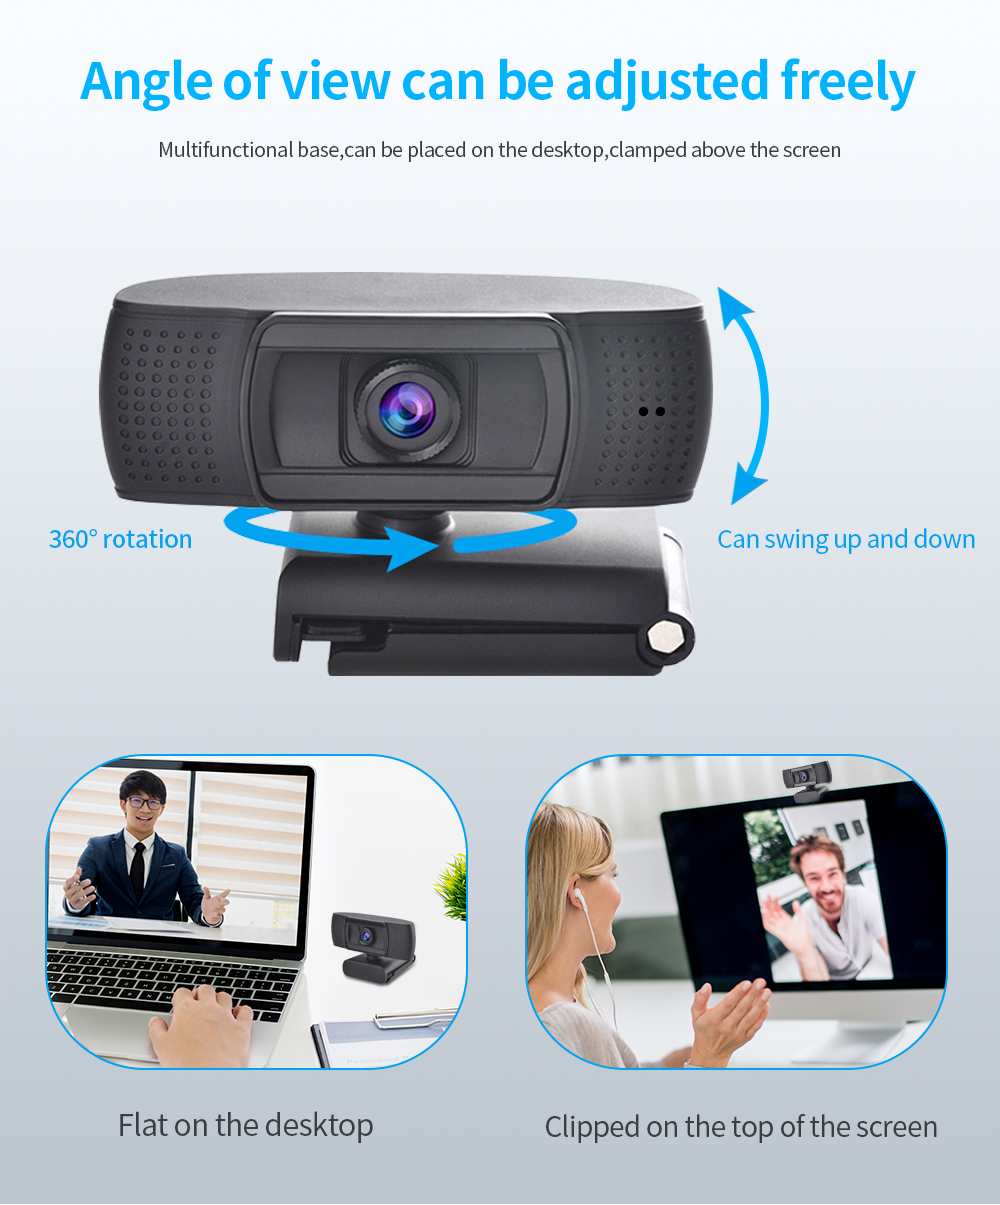 Angle of view can be adjusted freely
Multifunctional base,can be placed on the desktop,clamped above the screen
360° rotation
Can swing up and down
Flat on the desktop
Clipped on the top of the screen